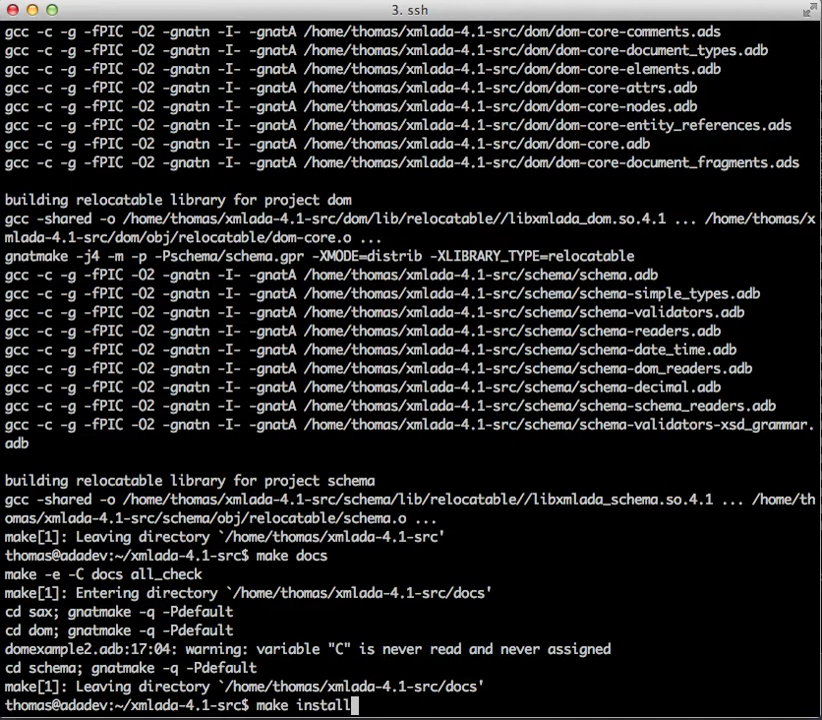 3. ssh
gcc -c -g -fPIC -O2 -gnatn -I- -gnatA /home/thomas/xmlada-4.1-src/dom/dom-core-comments.ads
gcc -c -g -fPIC -O2 -gnatn -I- -gnatA /home/thomas/xmlada-4.1-src/dom/dom-core-document_types.adb
gcc -c -g -fPIC -O2 -gnatn -I- -gnatA /home/thomas/xmlada-4.1-src/dom/dom-core-elements.adb
gcc -c -g -fPIC -O2 -gnatn -I- -gnatA /home/thomas/xmlada-4.1-src/dom/dom-core-attrs.adb
gcc -c -g -fPIC -O2 -gnatn -I- -gnatA /home/thomas/xmlada-4.1-src/dom/dom-core-nodes.adb
gcc -c -g -fPIC -O2 -gnatn -I- -gnatA /home/thomas/xmlada-4.1-src/dom/dom-core-entity_references.ads
gcc -c -g -fPIC -O2 -gnatn -I- -gnatA /home/thomas/xmlada-4.1-src/dom/dom-core.adb
gcc -c -g -fPIC -O2 -gnatn -I- -gnatA /home/thomas/xmlada-4.1-src/dom/dom-core-document_fragments.ads
building relocatable library for project dom
gcc -shared -o /home/thomas/xmlada-4.1-src/dom/lib/relocatable//libxmlada_dom.so.4.1 ... /home/thomas/x
mlada-4.1-src/dom/obj/relocatable/dom-core.o ...
gnatmake -j4 -m -p -Pschema/schema.gpr -XMODE=distrib -XLIBRARY_TYPE=relocatable
gcc -c -g -fPIC -O2 -gnatn -I- -gnatA /home/thomas/xmlada-4.1-src/schema/schema.adb
gcc -c -g -fPIC -O2 -gnatn -I- -gnatA /home/thomas/xmlada-4.1-src/schema/schema-simple_types.adb
gcc -c -g -fPIC -O2 -gnatn -I- -gnatA /home/thomas/xmlada-4.1-src/schema/schema-validators.adb
gcc -c -g -fPIC -O2 -gnatn -I- -gnatA /home/thomas/xmlada-4.1-src/schema/schema-readers.adb
gcc -c -g -fPIC -O2 -gnatn -I- -gnatA /home/thomas/xmlada-4.1-src/schema/schema-date_time.adb
gcc -c -g -fPIC -O2 -gnatn -I- -gnatA /home/thomas/xmlada-4.1-src/schema/schema-dom_readers.adb
gcc -c -g -fPIC -O2 -gnatn -I- -gnatA /home/thomas/xmlada-4.1-src/schema/schema-decimal.adb
gcc -c -g -fPIC -O2 -gnatn -I- -gnatA /home/thomas/xmlada-4.1-src/schema/schema-schema_readers.adb
gcc -c -g -fPIC -O2 -gnatn -I- -gnatA /home/thomas/xmlada-4.1-src/schema/schema-validators-xsd_grammar.
adb
building relocatable library for project schema
gcc -shared -o /home/thomas/xmlada-4.1-src/schema/lib/relocatable//libxmlada_schema.so.4.1 ... /home/th
omas/xmlada-4.1-src/schema/obj/relocatable/schema.o ...
make[1]: Leaving directory `/home/thomas/xmlada-4.1-src'
thomas@adadev:~/xmlada-4.1-src$ make docs
make -e -C docs all_check
make[1]: Entering directory `/home/thomas/xmlada-4.1-src/docs'
cd sax; gnatmake -q -Pdefault
cd dom; gnatmake -q -Pdefault
domexample2.adb:17:04: warning: variable "C" is never read and never assigned
cd schema; gnatmake -q -Pdefault
make[1]: Leaving directory `/home/thomas/xmlada-4.1-src/docs'
thomas@adadev:~/xmlada-4.1-src$ make install